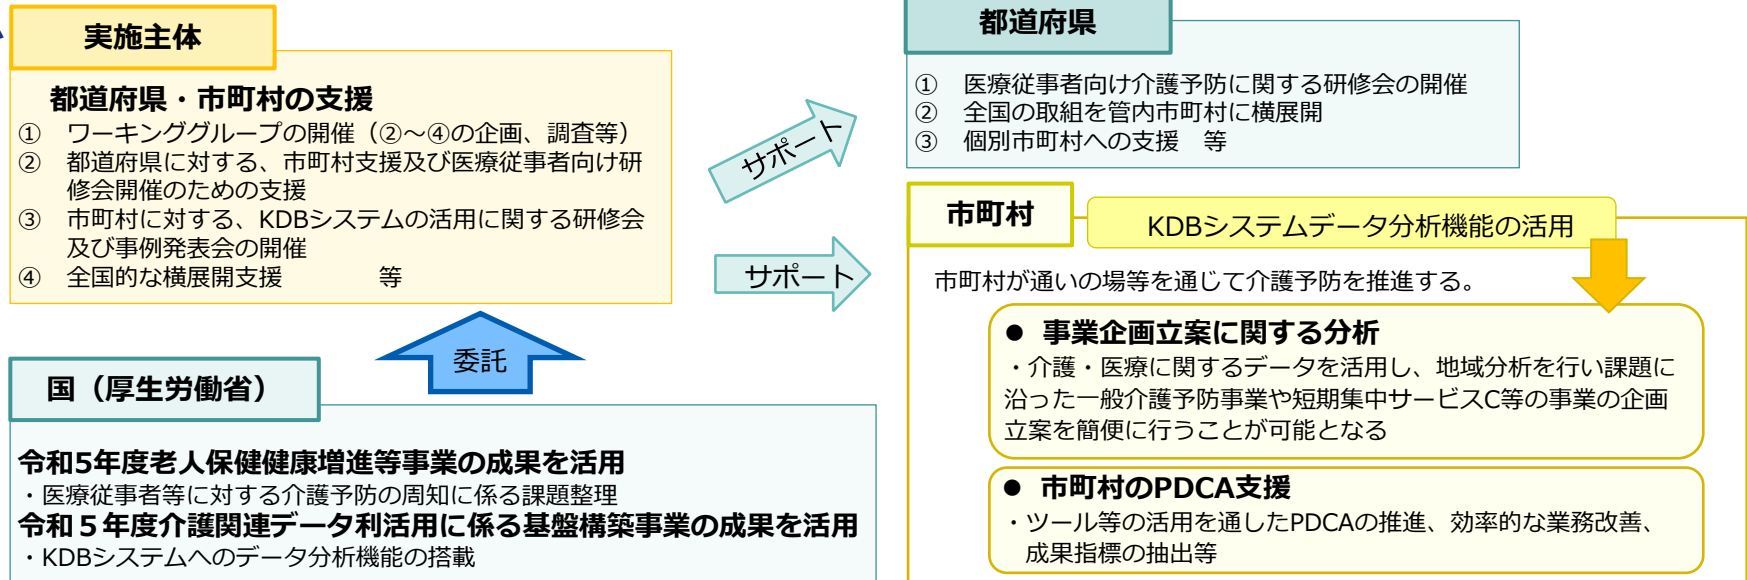 実施主体
都道府県・市町村の支援
① ワーキンググループの開催（②～④の企画、調査等）
② 都道府県に対する、市町村支援及び医療従事者向け研
修会開催のための支援
③ 市町村に対する、KDBシステムの活用に関する研修会
及び事例発表会の開催
④ 全国的な横展開支援 等
サポート
サポート
委託
国（厚生労働省）
令和5年度老人保健健康増進等事業の成果を活用
・医療従事者等に対する介護予防の周知に係る課題整理
令和５年度介護関連データ利活用に係る基盤構築事業の成果を活用
・KDBシステムへのデータ分析機能の搭載
都道府県
① 医療従事者向け介護予防に関する研修会の開催
② 全国の取組を管内市町村に横展開
③ 個別市町村への支援 等
市町村
KDBシステムデータ分析機能の活用
市町村が通いの場等を通じて介護予防を推進する。
● 事業企画立案に関する分析
・介護・医療に関するデータを活用し、地域分析を行い課題に
沿った一般介護予防事業や短期集中サービスC等の事業の企画
立案を簡便に行うことが可能となる
● 市町村のPDCA支援
・ツール等の活用を通したPDCAの推進、効率的な業務改善、
成果指標の抽出等